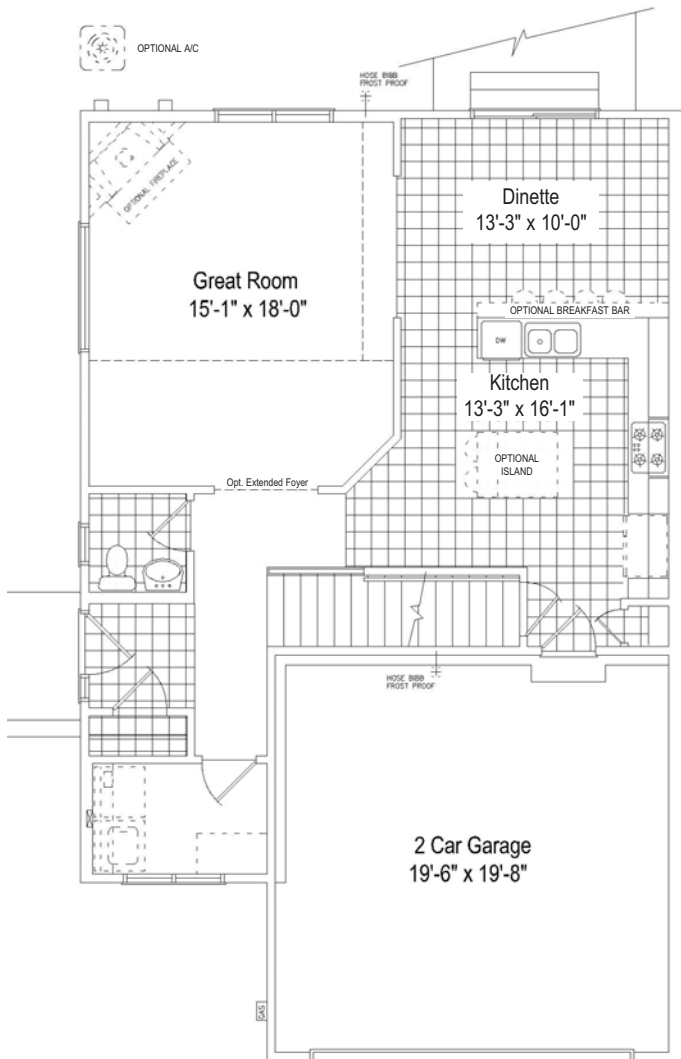 OPTIONAL A/C
HOSE BIBB
FROST PROOF
OPTIONAL FIREPLACE
Dinette
13'-3" x 10'-0"
Great Room
15'-1" x 18'-0"
OPTIONAL BREAKFAST BAR
DW
Kitchen
13'-3" x 16'-1"
OPTIONAL
ISLAND
Opt. Extended Foyer
HOSE BIBB
FROST PROOF
2 Car Garage
19'-6" x 19'-8"
GAS